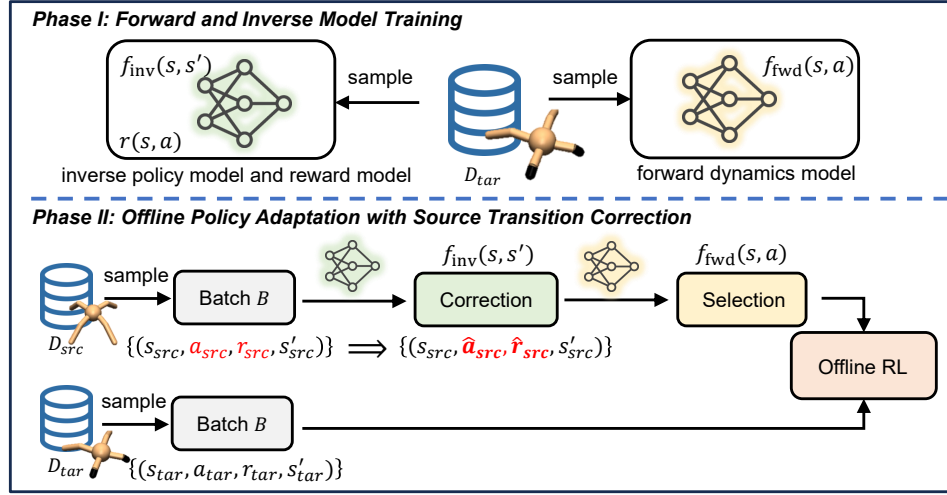 Phase I: Forward and Inverse Model Training
f_inv(s, s′)
r(s, a)
sample
sample
f_fwd(s, a)
inverse policy model and reward model
D_tar
forward dynamics model
Phase II: Offline Policy Adaptation with Source Transition Correction
sample
f_inv(s, s′)
f_fwd(s, a)
Batch B
Correction
Selection
D_src
{(s_src, a_src, r_src, s′_src)} ⟹ {(s_src, â_src, r̂_src, s′_src)}
Offline RL
sample
Batch B
D_tar
{(s_tar, a_tar, r_tar, s′_tar)}